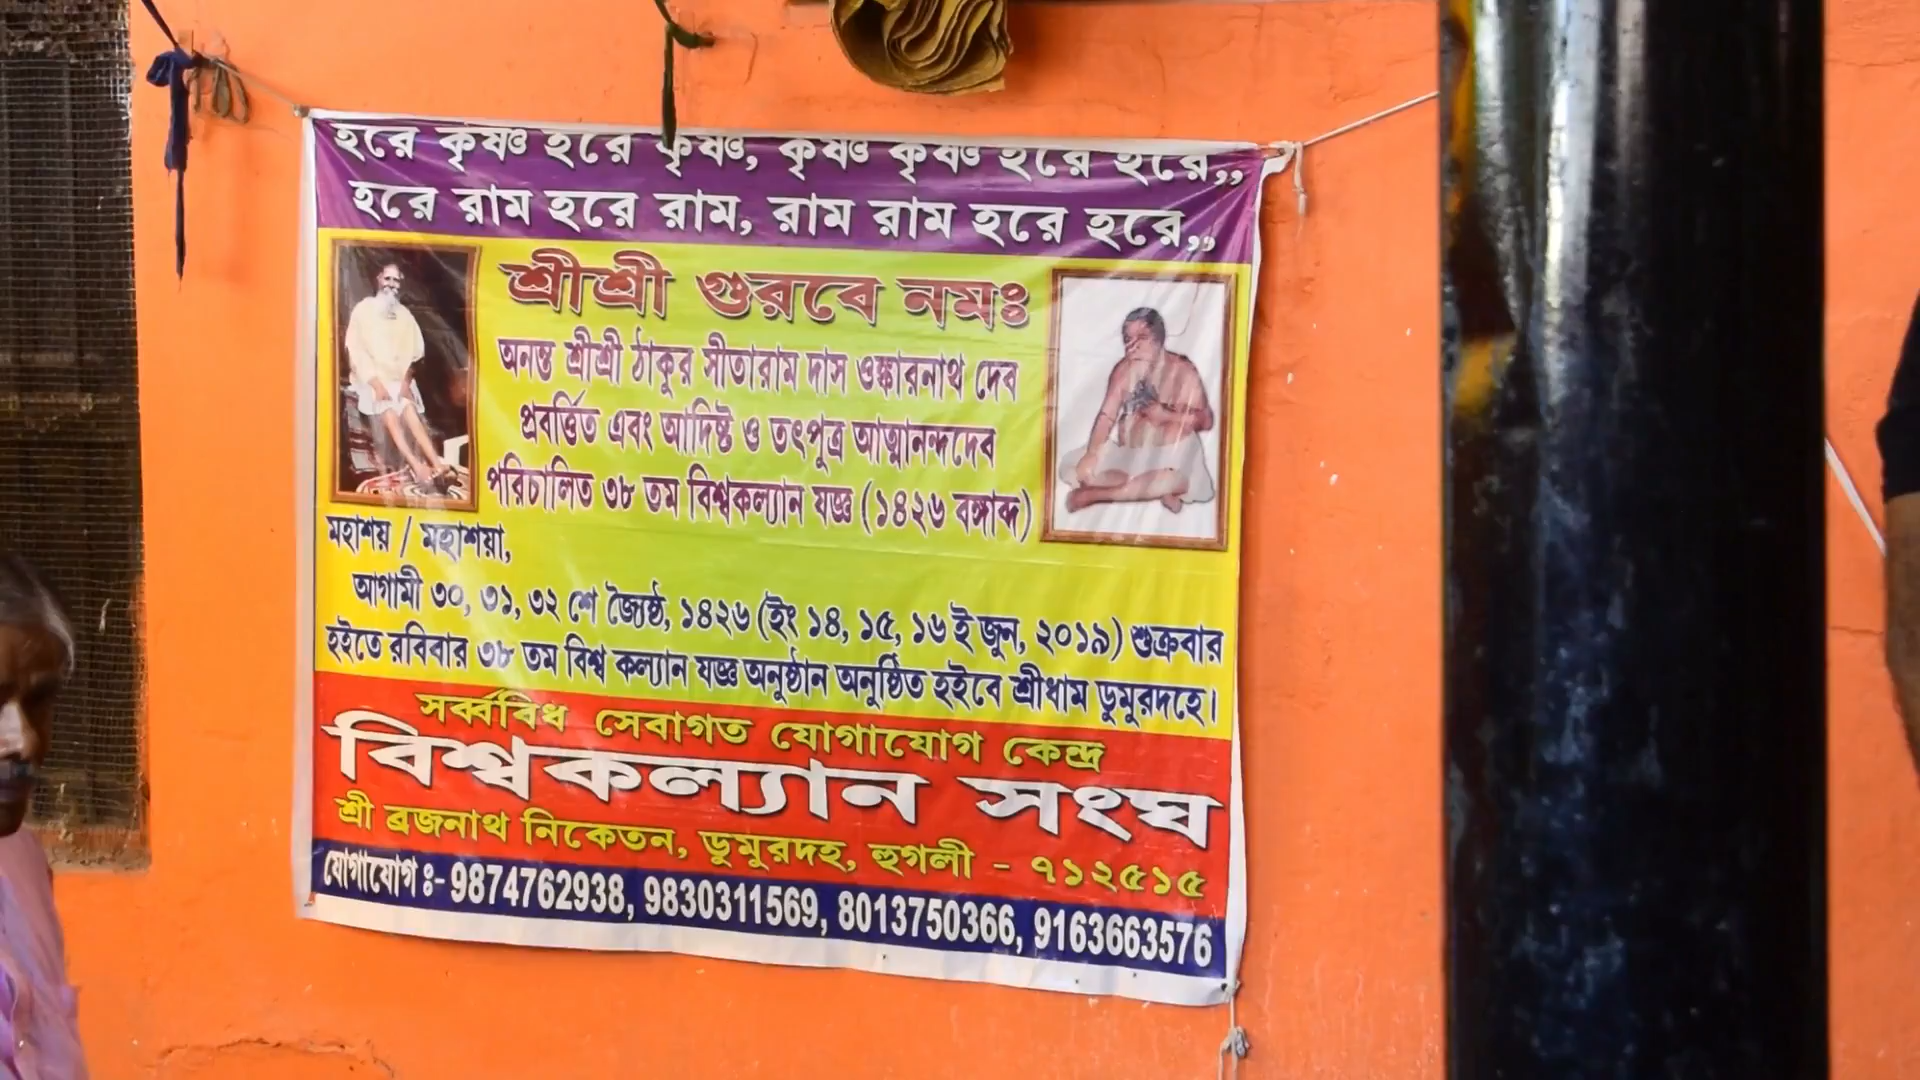 হরে কৃষ্ণ হরে কৃষ্ণ, কৃষ্ণ কৃষ্ণ হরে হরে,,
হরে রাম হরে রাম, রাম রাম হরে হরে,,
শ্রীশ্রী গুরবে নমঃ
অনন্ত শ্রীশ্রী ঠাকুর সীতারাম দাস ওঙ্কারনাথ দেব
প্রবর্ত্তিত এবং আদিষ্ট ও তৎপুত্র আত্মানন্দদেব
পরিচালিত ৩৮ তম বিশ্বকল্যান যজ্ঞ (১৪২৬ বঙ্গাব্দ)
মহাশয় / মহাশয়া,
আগামী ৩০, ৩১, ৩২ শে জ্যৈষ্ঠ, ১৪২৬ (ইং ১৪, ১৫, ১৬ই জুন, ২০১৯) শুক্রবার
হইতে রবিবার ৩৮ তম বিশ্ব কল্যান যজ্ঞ অনুষ্ঠান অনুষ্ঠিত হইবে শ্রীধাম ডুমুরদহে।
সর্ব্ববিধ সেবাগত যোগাযোগ কেন্দ্র
বিশ্বকল্যান সংঘ
শ্রী ব্রজনাথ নিকেতন, ডুমুরদহ, হুগলী - ৭১২৫১৫
যোগাযোগ ঃ- 9874762938, 9830311569, 8013750366, 9163663576